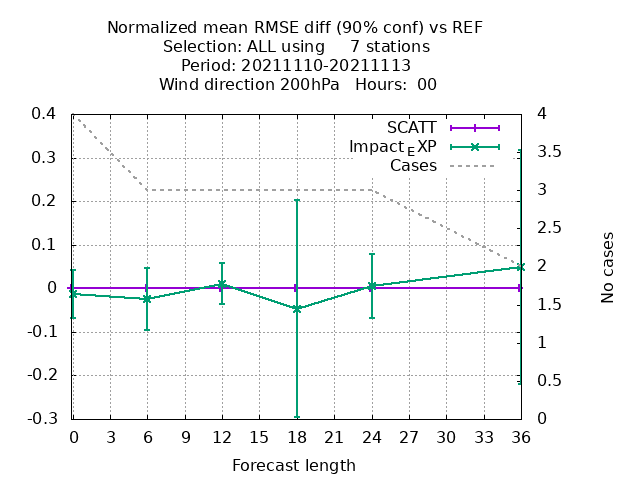 Normalized mean RMSE diff (90% conf) vs REF
Selection: ALL using     7 stations
Period: 20211110-20211113
Wind direction 200hPa   Hours:  00
SCATT
Impact_EXP
Cases
0.4
0.3
0.2
0.1
0
-0.1
-0.2
-0.3
4
3.5
3
2.5
2
1.5
1
0.5
0
No cases
0 3 6 9 12 15 18 21 24 27 30 33 36
Forecast length